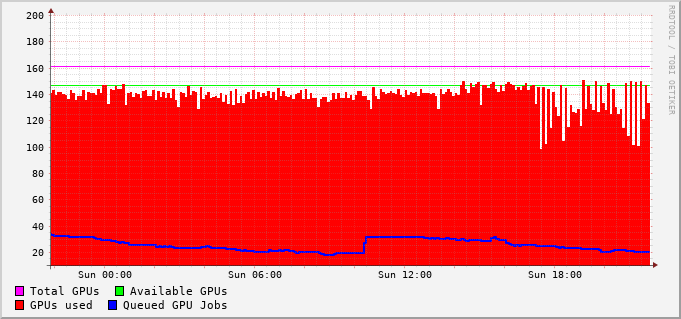 200
180
160
140
120
100
80
60
40
20
Sun 00:00 Sun 06:00 Sun 12:00 Sun 18:00
Total GPUs Available GPUs
GPUs used Queued GPU Jobs
RRDTOOL / TOBI OETIKER